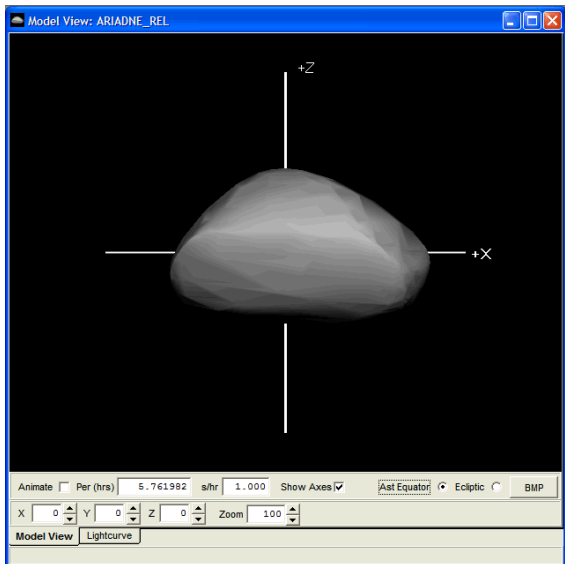 Model View: ARIADNE_REL
+Z
+X
Animate Per (hrs) 5.761982 s/hr 1.000 Show Axes Ast Equator Ecliptic BMP
X 0 Y 0 Z 0 Zoom 100
Model View Lightcurve